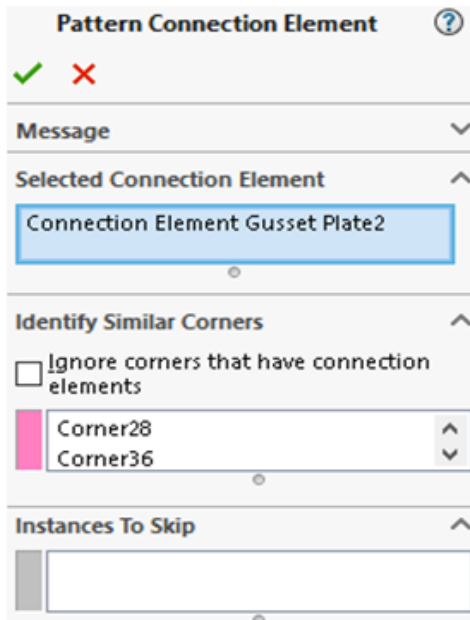 Pattern Connection Element
?
Message
Selected Connection Element
Connection Element Gusset Plate2
Identify Similar Corners
Ignore corners that have connection
elements
Corner28
Corner36
Instances To Skip